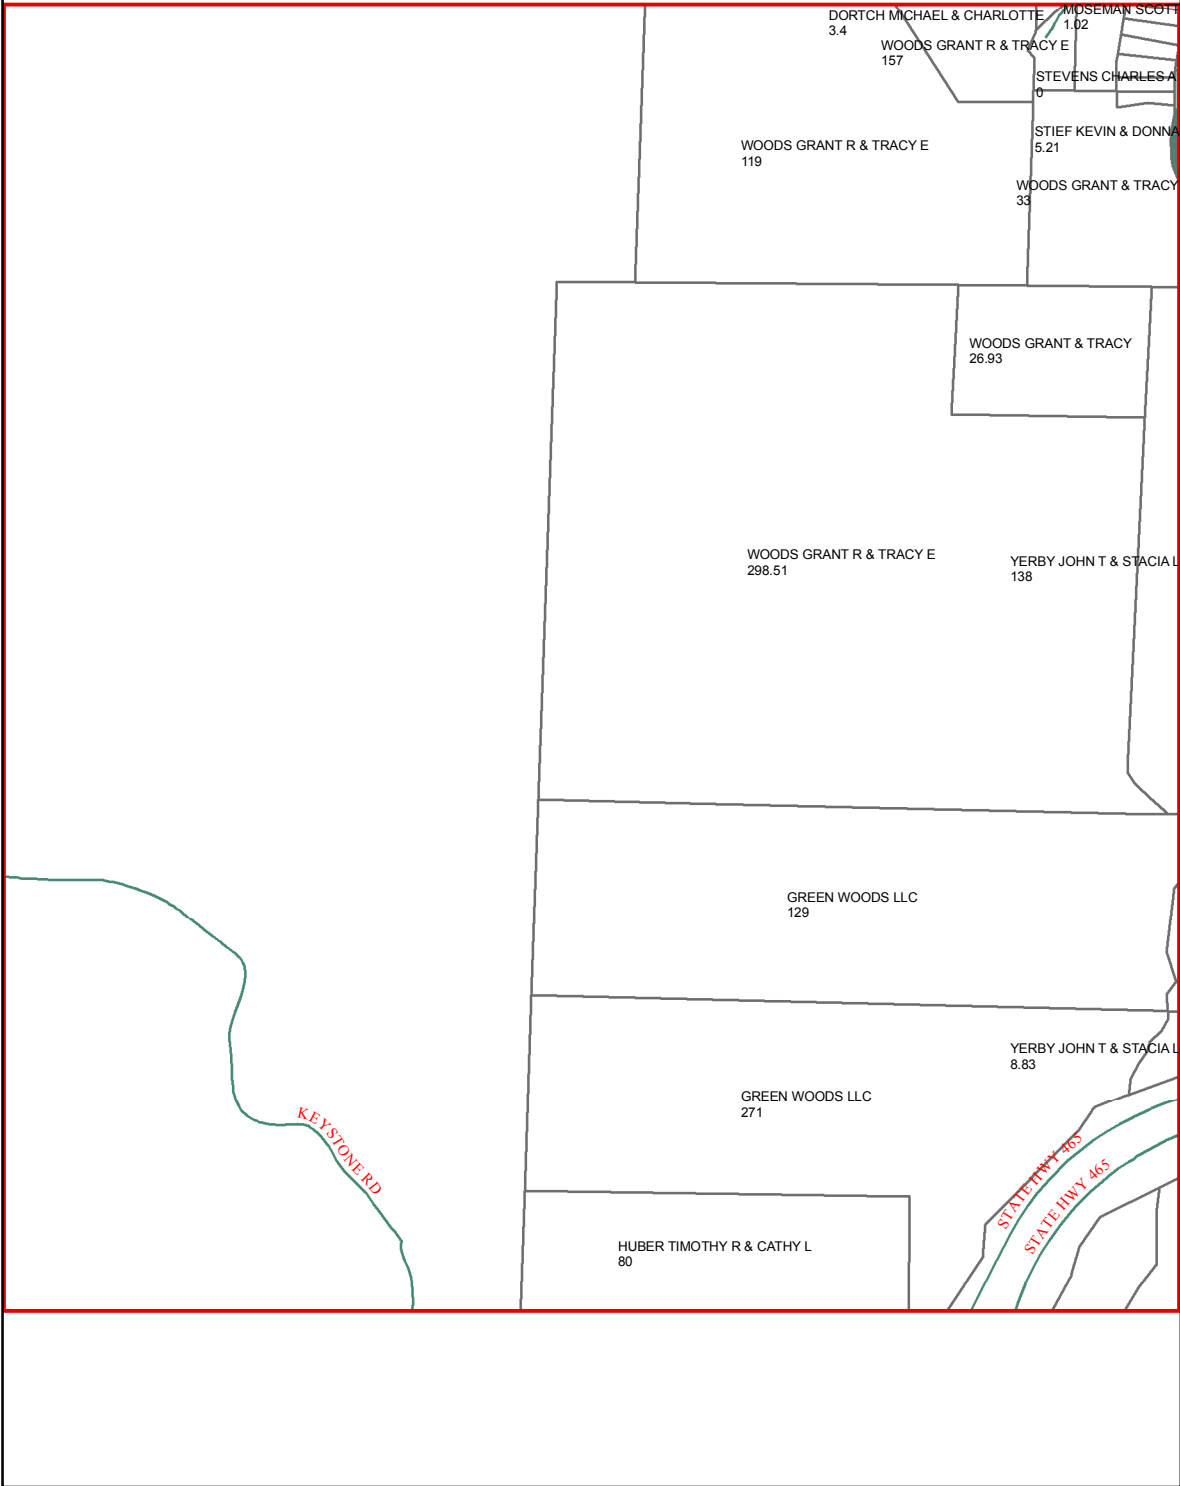 DORTCH MICHAEL & CHARLOTTE
3.4
MOSEMAN SCOTT
1.02
WOODS GRANT R & TRACY E
157
STEVENS CHARLES A
0
STIEF KEVIN & DONNA
5.21
WOODS GRANT R & TRACY E
119
WOODS GRANT & TRACY
33
WOODS GRANT & TRACY
26.93
WOODS GRANT R & TRACY E
298.51
YERBY JOHN T & STACIA L
138
GREEN WOODS LLC
129
YERBY JOHN T & STACIA L
8.83
GREEN WOODS LLC
271
KEYSTONE RD
STATE HWY 465
STATE HWY 465
HUBER TIMOTHY R & CATHY L
80